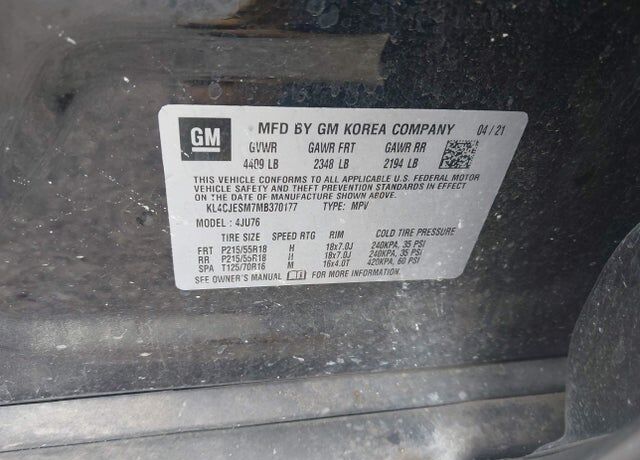 GM MFD BY GM KOREA COMPANY 04/21
GVWR GAWR FRT GAWR RR
4409 LB 2348 LB 2194 LB
THIS VEHICLE CONFORMS TO ALL APPLICABLE U.S. FEDERAL MOTOR
VEHICLE SAFETY AND THEFT PREVENTION STANDARDS IN EFFECT
ON THE DATE OF MANUFACTURE SHOWN ABOVE.
KL4CJESM7MB370177 TYPE: MPV
MODEL: 4JU76
TIRE SIZE SPEED RTG RIM COLD TIRE PRESSURE
FRT P215/55R18 H 18x7.0J 240KPA, 35 PSI
RR P215/55R18 H 18x7.0J 240KPA, 35 PSI
SPA T125/70R16 M 16x4.0T 420KPA, 60 PSI
SEE OWNER'S MANUAL FOR MORE INFORMATION.